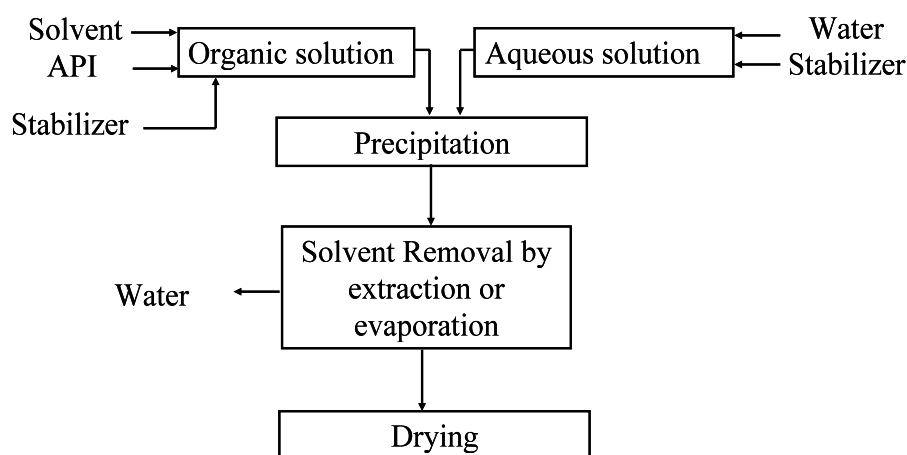 Solvent
API
Stabilizer
Organic solution
Aqueous solution
Water
Stabilizer
Precipitation
Solvent Removal by
extraction or
evaporation
Water
Drying